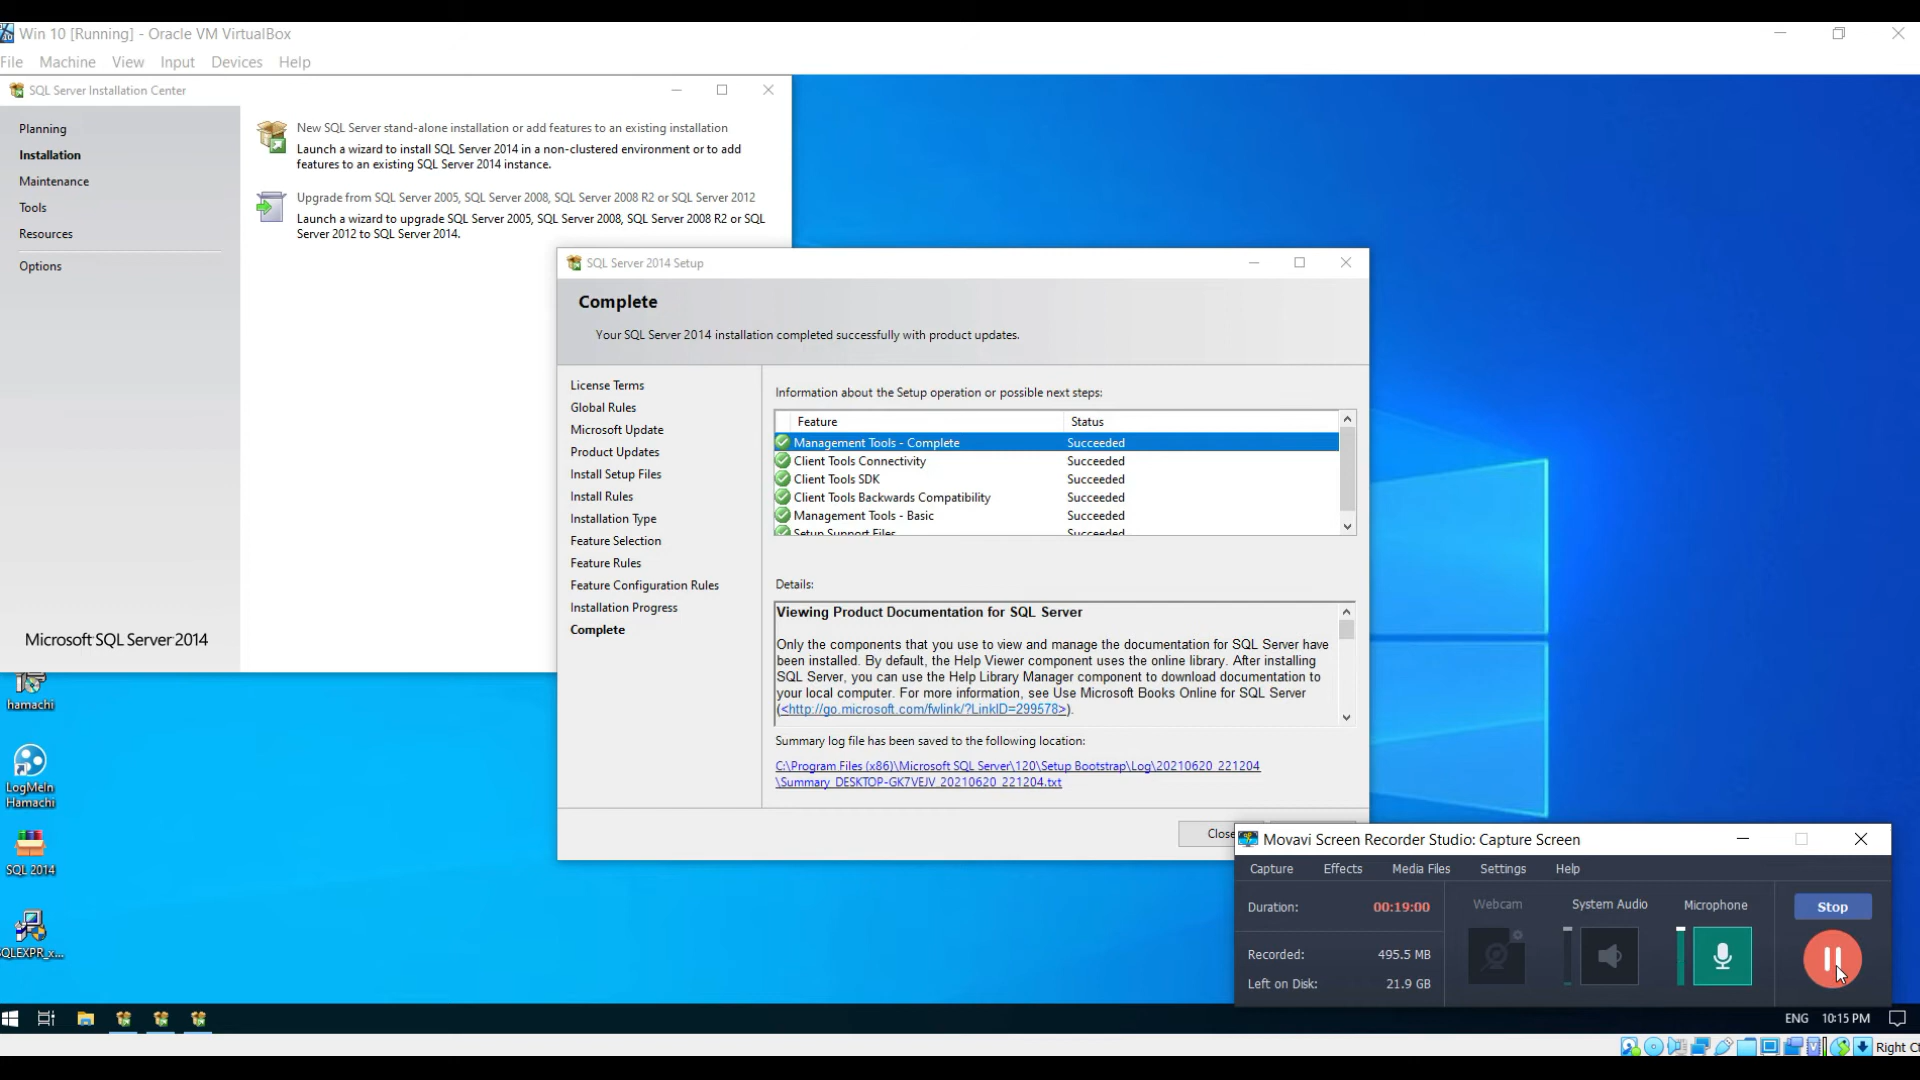 Win 10 [Running] - Oracle VM VirtualBox
File Machine View Input Devices Help
SQL Server Installation Center
Planning
Installation
Maintenance
Tools
Resources
Options
Microsoft SQL Server 2014
New SQL Server stand-alone installation or add features to an existing installation
Launch a wizard to install SQL Server 2014 in a non-clustered environment or to add
features to an existing SQL Server 2014 instance.
Upgrade from SQL Server 2005, SQL Server 2008, SQL Server 2008 R2 or SQL Server 2012
Launch a wizard to upgrade SQL Server 2005, SQL Server 2008, SQL Server 2008 R2 or SQL
Server 2012 to SQL Server 2014.
SQL Server 2014 Setup
Complete
Your SQL Server 2014 installation completed successfully with product updates.
License Terms
Global Rules
Microsoft Update
Product Updates
Install Setup Files
Install Rules
Installation Type
Feature Selection
Feature Rules
Feature Configuration Rules
Installation Progress
Complete
Information about the Setup operation or possible next steps:
Feature Status
Management Tools - Complete Succeeded
Client Tools Connectivity Succeeded
Client Tools SDK Succeeded
Client Tools Backwards Compatibility Succeeded
Management Tools - Basic Succeeded
Setup Support Files Succeeded
Details:
Viewing Product Documentation for SQL Server
Only the components that you use to view and manage the documentation for SQL Server have
been installed. By default, the Help Viewer component uses the online library. After installing
SQL Server, you can use the Help Library Manager component to download documentation to
your local computer. For more information, see Use Microsoft Books Online for SQL Server
(<http://go.microsoft.com/fwlink/?LinkID=299578>).
Summary log file has been saved to the following location:
C:\Program Files (x86)\Microsoft SQL Server\120\Setup Bootstrap\Log\20210620_221204
\Summary_DESKTOP-GK7VEJV_20210620_221204.txt
Close
hamachi
LogMeIn
Hamachi
SQL 2014
SQLEXPR_x...
Movavi Screen Recorder Studio: Capture Screen
Capture Effects Media Files Settings Help
Duration: 00:19:00
Recorded: 495.5 MB
Left on Disk: 21.9 GB
Webcam System Audio Microphone
Stop
ENG 10:15 PM
Right Ct